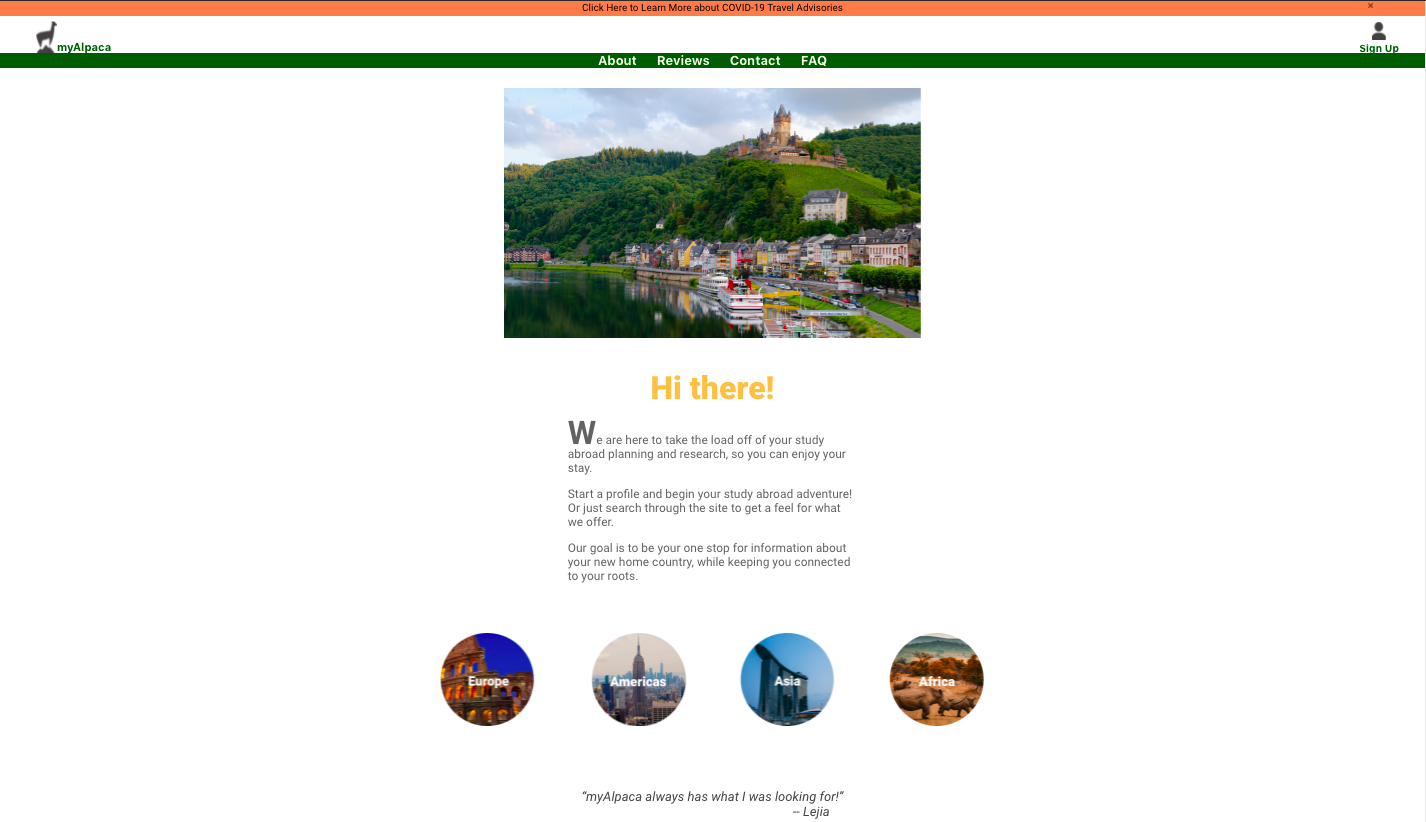 Click Here to Learn More about COVID-19 Travel Advisories ×
myAlpaca
Sign Up
About Reviews Contact FAQ
Hi there!
We are here to take the load off of your study
abroad planning and research, so you can enjoy your
stay.
Start a profile and begin your study abroad adventure!
Or just search through the site to get a feel for what
we offer.
Our goal is to be your one stop for information about
your new home country, while keeping you connected
to your roots.
Europe
Americas
Asia
Africa
“myAlpaca always has what I was looking for!”
-- Lejia